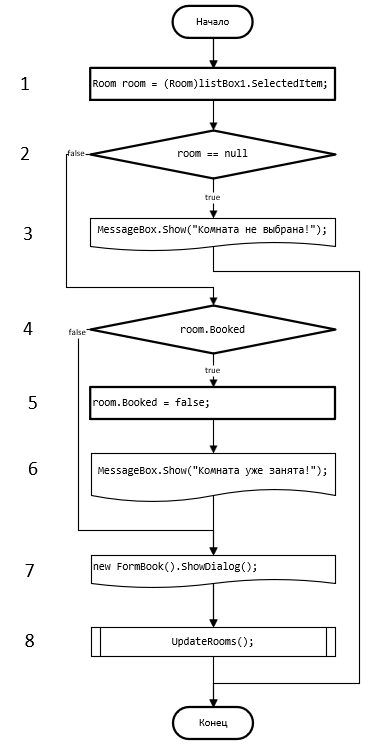 Начало
1
Room room = (Room)listBox1.SelectedItem;
2
false
room == null
true
3
MessageBox.Show("Комната не выбрана!");
4
false
room.Booked
true
5
room.Booked = false;
6
MessageBox.Show("Комната уже занята!");
7
new FormBook().ShowDialog();
8
UpdateRooms();
Конец